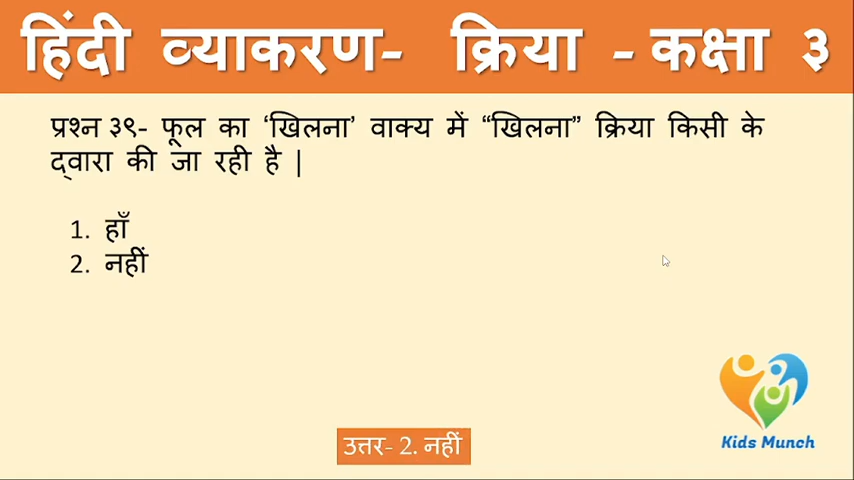 हिंदी व्याकरण- क्रिया - कक्षा ३
प्रश्न ३९- फूल का ‘खिलना’ वाक्य में “खिलना” क्रिया किसी के
द्‌वारा की जा रही है |
1. हाँ
2. नहीं
Kids Munch
उत्तर- 2. नहीं